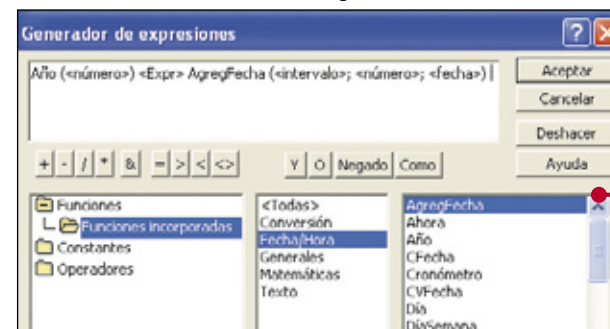 Generador de expresiones
Año («número») «Expr» AgregFecha («intervalo»; «número»; «fecha»)
Aceptar
Cancelar
Deshacer
Ayuda
+ - / * & = > < <> Y O Negado Como
Funciones
Funciones incorporadas
Constantes
Operadores
<Todas>
Conversión
Fecha/Hora
Generales
Matemáticas
Texto
AgregFecha
Ahora
Año
CFecha
Cronómetro
CVFecha
Día
DíaSemana